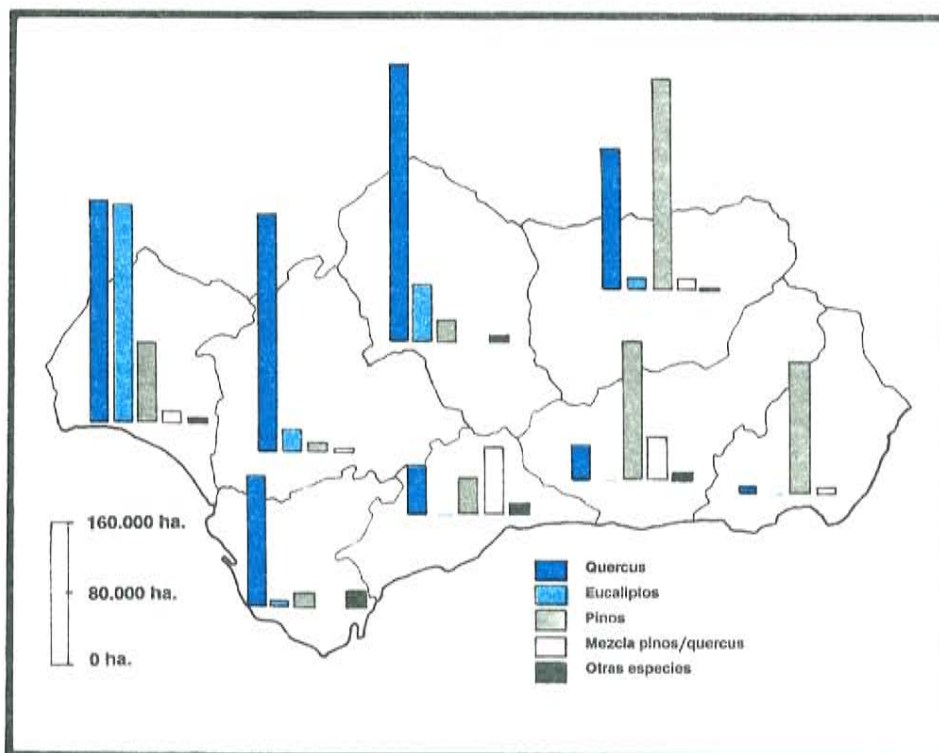 160.000 ha.
80.000 ha.
0 ha.
Quercus
Eucaliptos
Pinos
Mezcla pinos/quercus
Otras especies